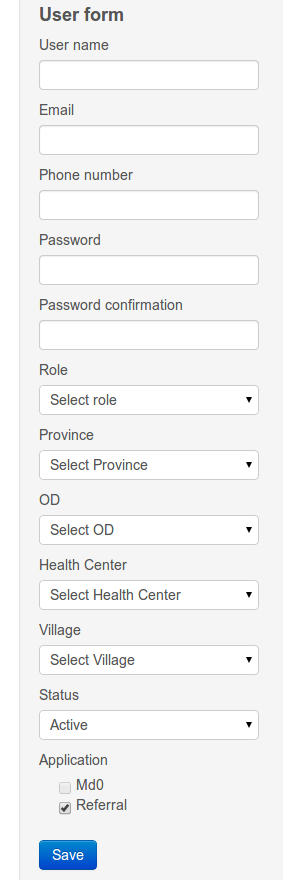 User form
User name
Email
Phone number
Password
Password confirmation
Role
Select role
Province
Select Province
OD
Select OD
Health Center
Select Health Center
Village
Select Village
Status
Active
Application
Md0
Referral
Save